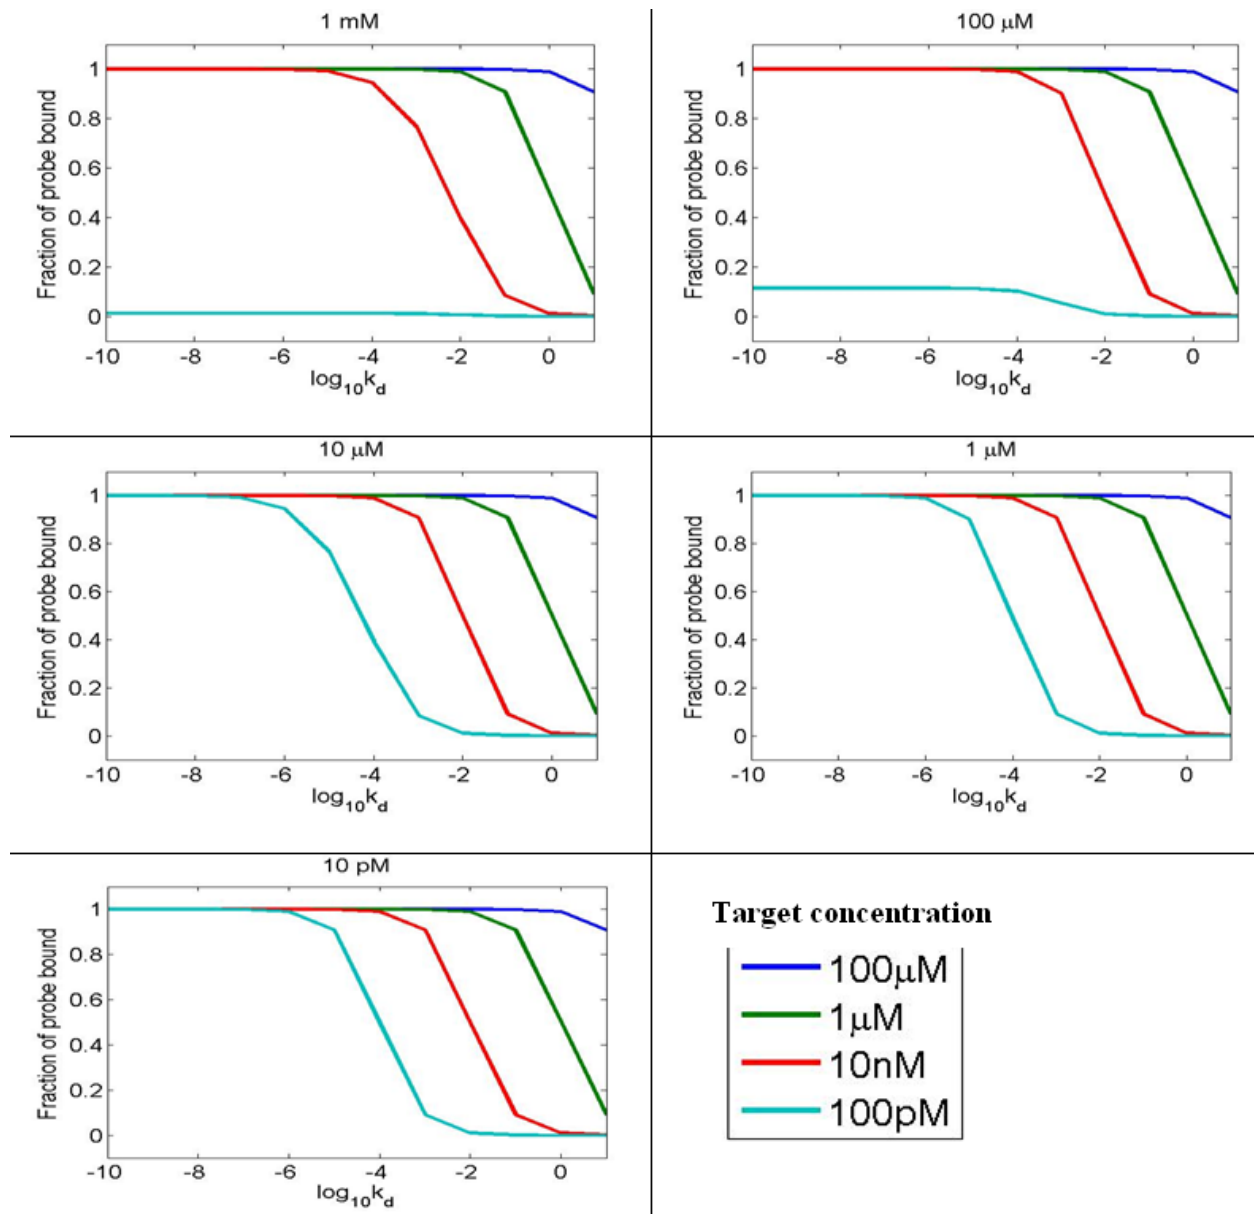 1 mM
Fraction of probe bound
1
0.8
0.6
0.4
0.2
0
-10 -8 -6 -4 -2 0
log10kd
100 μM
Fraction of probe bound
1
0.8
0.6
0.4
0.2
0
-10 -8 -6 -4 -2 0
log10kd
10 μM
Fraction of probe bound
1
0.8
0.6
0.4
0.2
0
-10 -8 -6 -4 -2 0
log10kd
1 μM
Fraction of probe bound
1
0.8
0.6
0.4
0.2
0
-10 -8 -6 -4 -2 0
log10kd
10 pM
Fraction of probe bound
1
0.8
0.6
0.4
0.2
0
-10 -8 -6 -4 -2 0
log10kd
Target concentration
100μM
1μM
10nM
100pM